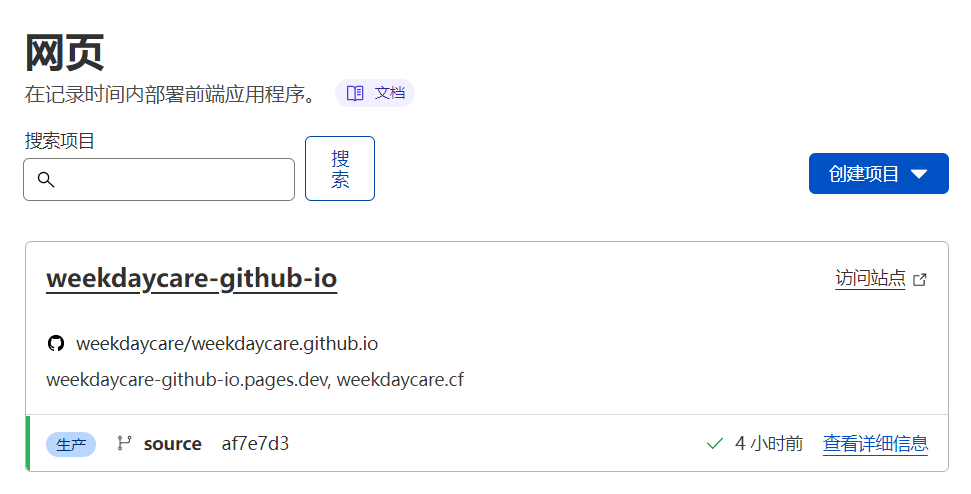 网页
在记录时间内部署前端应用程序。 文档
搜索项目
搜索
创建项目
weekdaycare-github-io
访问站点
weekdaycare/weekdaycare.github.io
weekdaycare-github-io.pages.dev, weekdaycare.cf
生产 source af7e7d3 4 小时前 查看详细信息